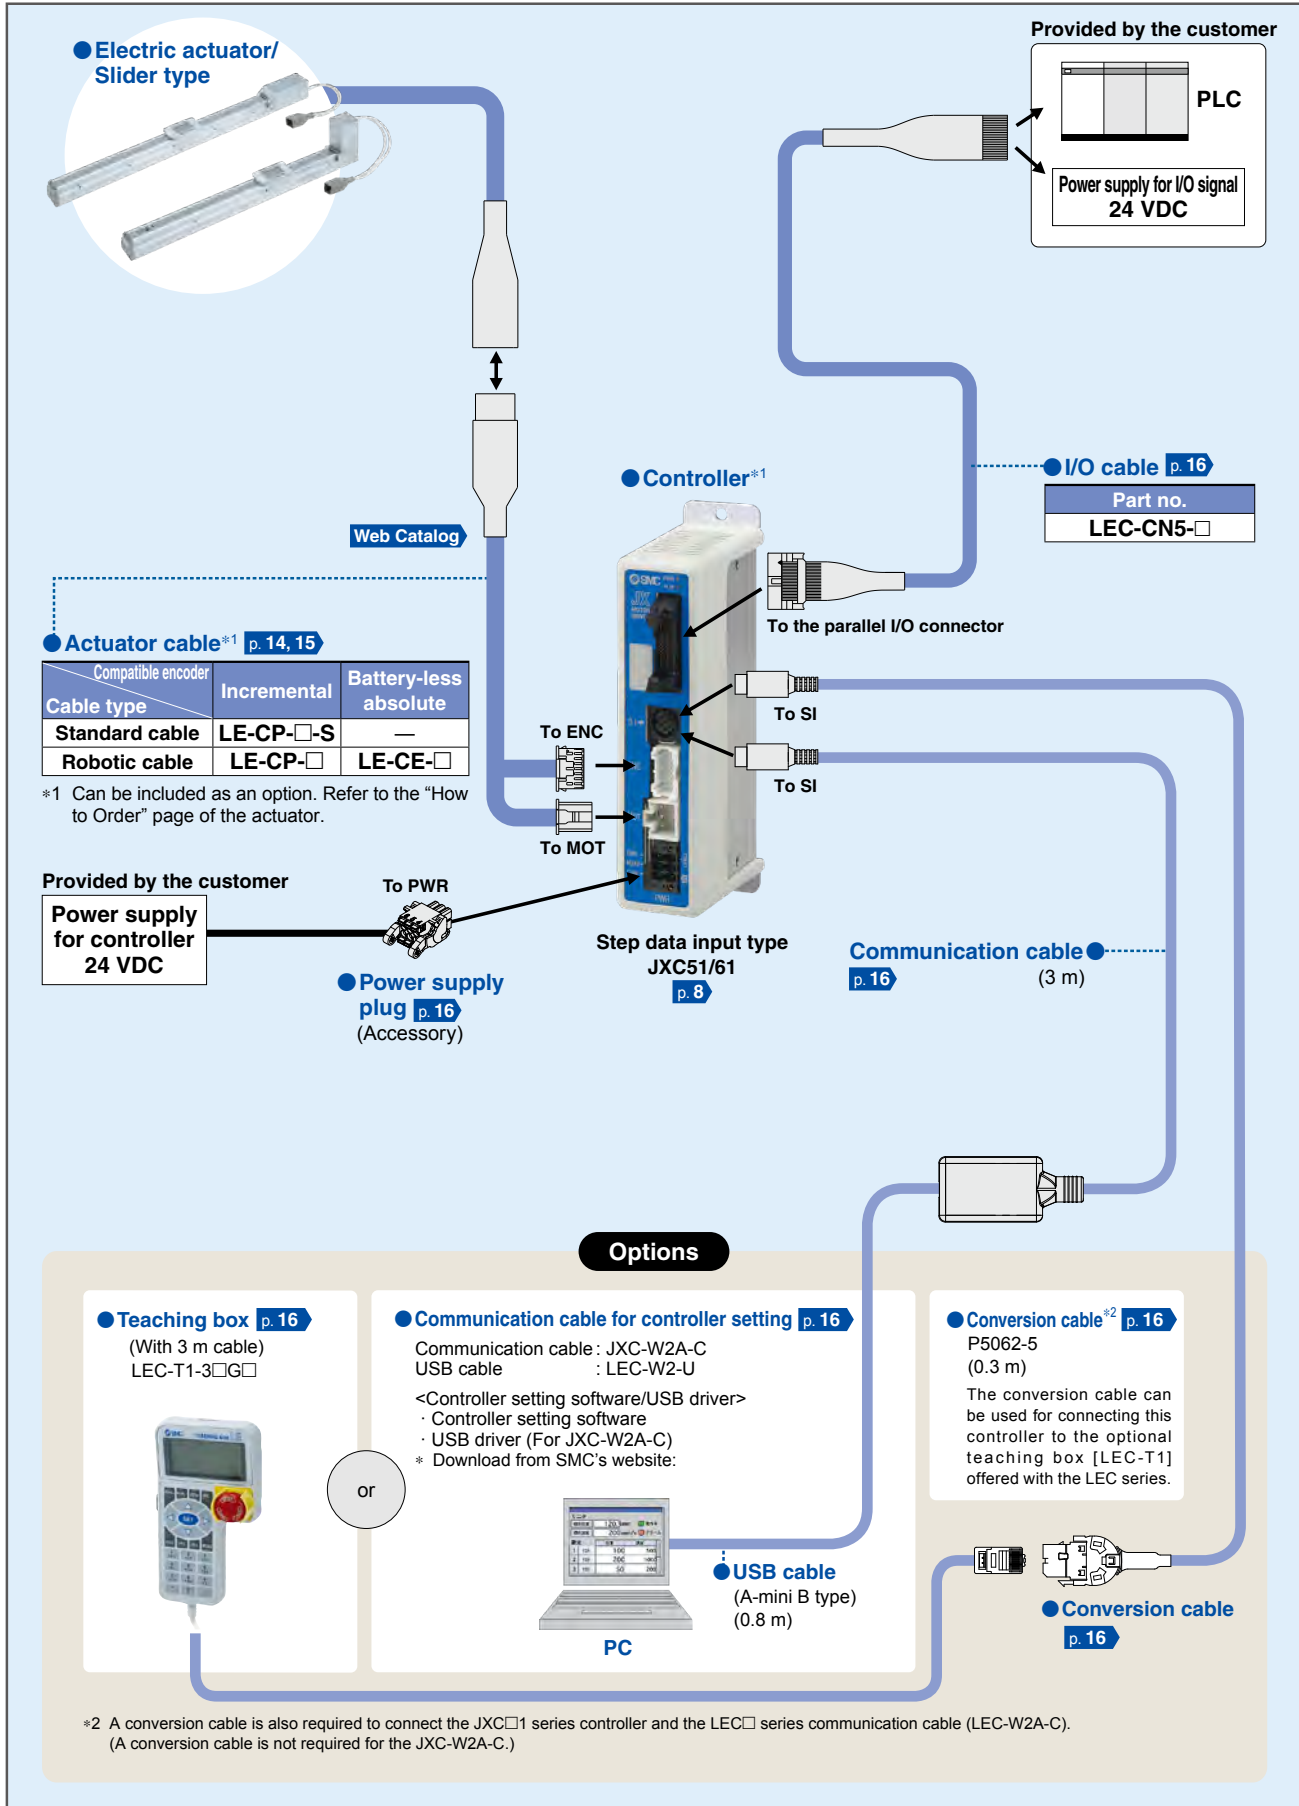 Provided by the customer
Electric actuator/
Slider type
PLC
Power supply for I/O signal
24 VDC
Controller*1
I/O cable p. 16
Part no.
LEC-CN5-□
Web Catalog
SMC
JX
To the parallel I/O connector
Actuator cable*1 p. 14, 15
Compatible encoder
Cable type
Incremental
Battery-less
absolute
Standard cable LE-CP-□-S —
Robotic cable LE-CP-□ LE-CE-□
*1 Can be included as an option. Refer to the “How
to Order” page of the actuator.
To SI
To ENC
To SI
To MOT
PWR
Provided by the customer
Power supply
for controller
24 VDC
To PWR
Power supply
plug p. 16
(Accessory)
Step data input type
JXC51/61
p. 8
Communication cable
p. 16 (3 m)
Options
Teaching box p. 16
(With 3 m cable)
LEC-T1-3□G□
SMC
or
Communication cable for controller setting p. 16
Communication cable : JXC-W2A-C
USB cable : LEC-W2-U
<Controller setting software/USB driver>
· Controller setting software
· USB driver (For JXC-W2A-C)
* Download from SMC’s website:
PC
USB cable
(A-mini B type)
(0.8 m)
Conversion cable*2 p. 16
P5062-5
(0.3 m)
The conversion cable can
be used for connecting this
controller to the optional
teaching box [LEC-T1]
offered with the LEC series.
Conversion cable
p. 16
*2 A conversion cable is also required to connect the JXC□1 series controller and the LEC□ series communication cable (LEC-W2A-C).
(A conversion cable is not required for the JXC-W2A-C.)